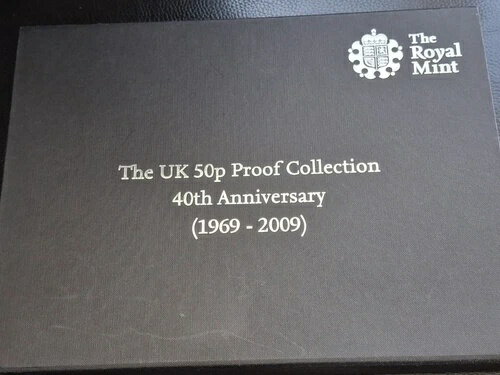 The
Royal
Mint
The UK 50p Proof Collection
40th Anniversary
(1969 - 2009)